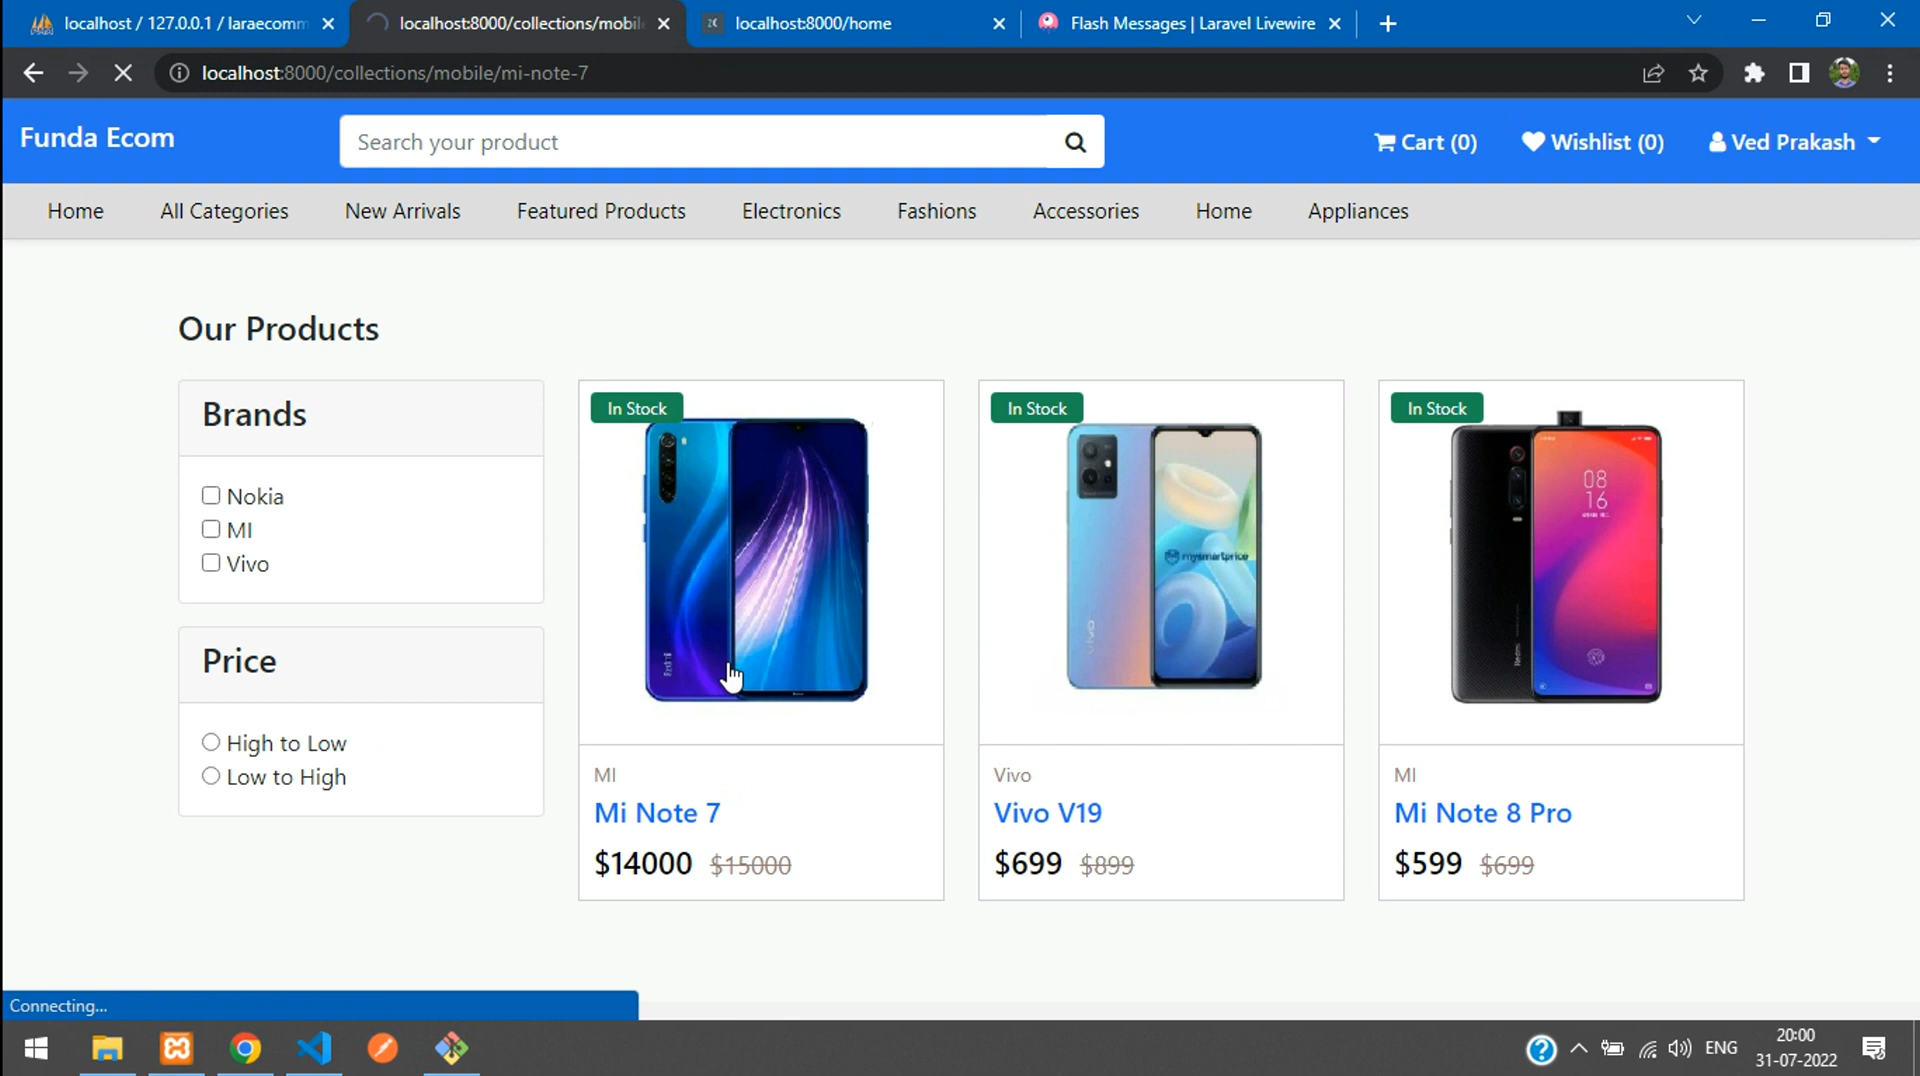 localhost / 127.0.0.1 / laraecomm
localhost:8000/collections/mobil
localhost:8000/home
Flash Messages | Laravel Livewire
localhost:8000/collections/mobile/mi-note-7
Funda Ecom
Search your product
Cart (0)
Wishlist (0)
Ved Prakash
Home
All Categories
New Arrivals
Featured Products
Electronics
Fashions
Accessories
Home
Appliances
Our Products
Brands
Nokia
MI
Vivo
Price
High to Low
Low to High
In Stock
Redmi
MI
Mi Note 7
$14000 $15000
In Stock
mysmartprice
vivo
Vivo
Vivo V19
$699 $899
In Stock
08
16
Redmi
MI
Mi Note 8 Pro
$599 $699
Connecting...
ENG
20:00
31-07-2022